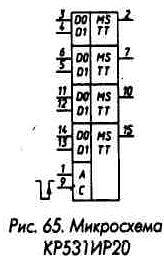 3 D0 MS 2
4 D1 TT
6 D0 MS 7
5 D1 TT
11 D0 MS 10
12 D1 TT
14 D0 MS 15
13 D1 TT
1 A
9 C
Рис. 65. Микросхема
КР531ИР20